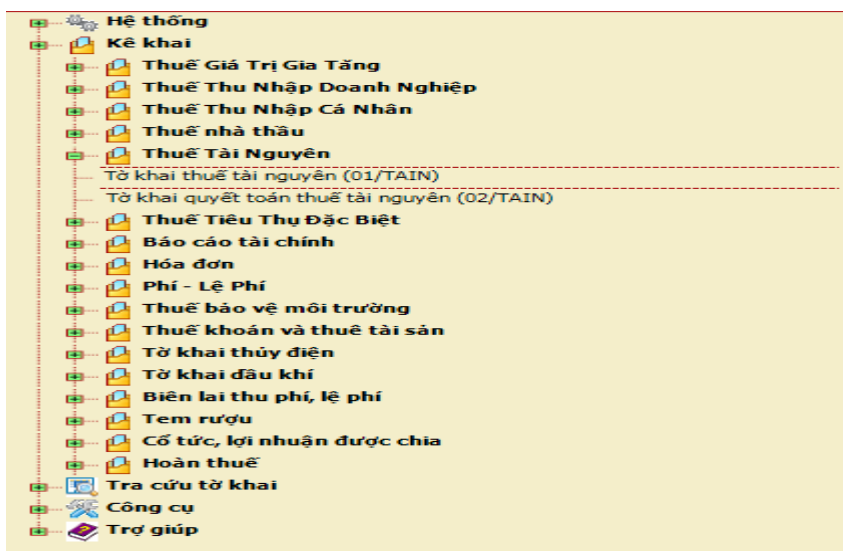 Hệ thống
Kê khai
Thuế Giá Trị Gia Tăng
Thuế Thu Nhập Doanh Nghiệp
Thuế Thu Nhập Cá Nhân
Thuế nhà thầu
Thuế Tài Nguyên
Tờ khai thuế tài nguyên (01/TAIN)
Tờ khai quyết toán thuế tài nguyên (02/TAIN)
Thuế Tiêu Thụ Đặc Biệt
Báo cáo tài chính
Hóa đơn
Phí - Lệ Phí
Thuế bảo vệ môi trường
Thuế khoán và thuê tài sản
Tờ khai thủy điện
Tờ khai dầu khí
Biên lai thu phí, lệ phí
Tem rượu
Cổ tức, lợi nhuận được chia
Hoàn thuế
Tra cứu tờ khai
Công cụ
Trợ giúp